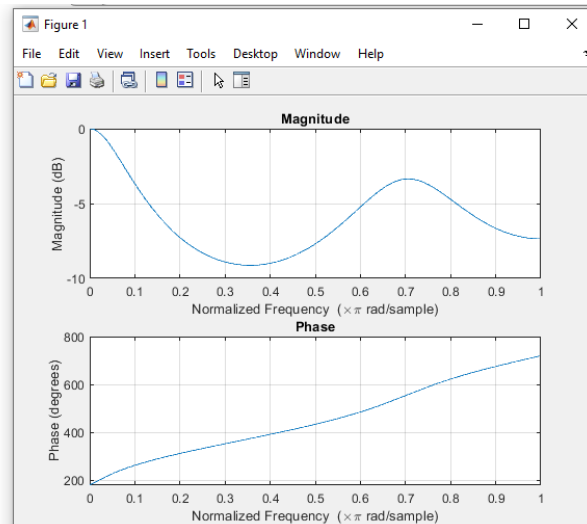 Figure 1
File Edit View Insert Tools Desktop Window Help
Magnitude
0
-5
-10
Magnitude (dB)
0 0.1 0.2 0.3 0.4 0.5 0.6 0.7 0.8 0.9 1
Normalized Frequency (×π rad/sample)
Phase
800
600
400
200
Phase (degrees)
0 0.1 0.2 0.3 0.4 0.5 0.6 0.7 0.8 0.9 1
Normalized Frequency (×π rad/sample)